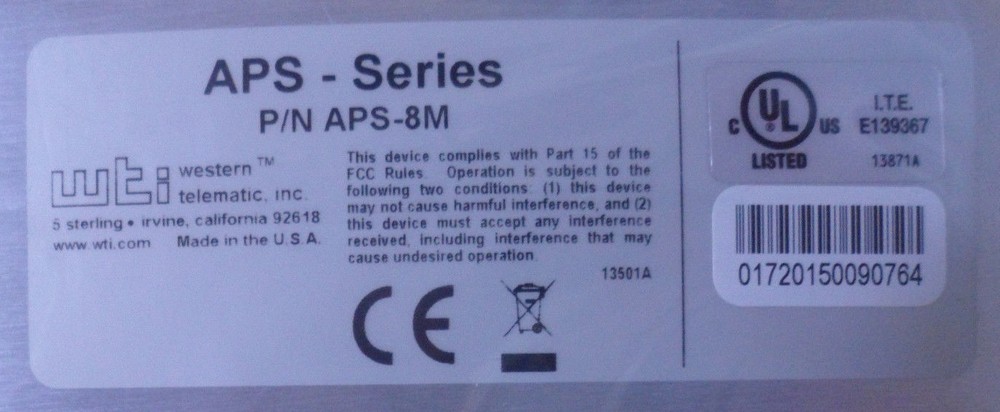 APS - Series
P/N APS-8M
wti western ™
telematic, inc.
5 sterling • irvine, california 92618
www.wti.com Made in the U.S.A.
This device complies with Part 15 of the
FCC Rules. Operation is subject to the
following two conditions: (1) this device
may not cause harmful interference, and (2)
this device must accept any interference
received, including interference that may
cause undesired operation.
13501A
CE
C UL ® US
LISTED
I.T.E.
E139367
13871A
01720150090764